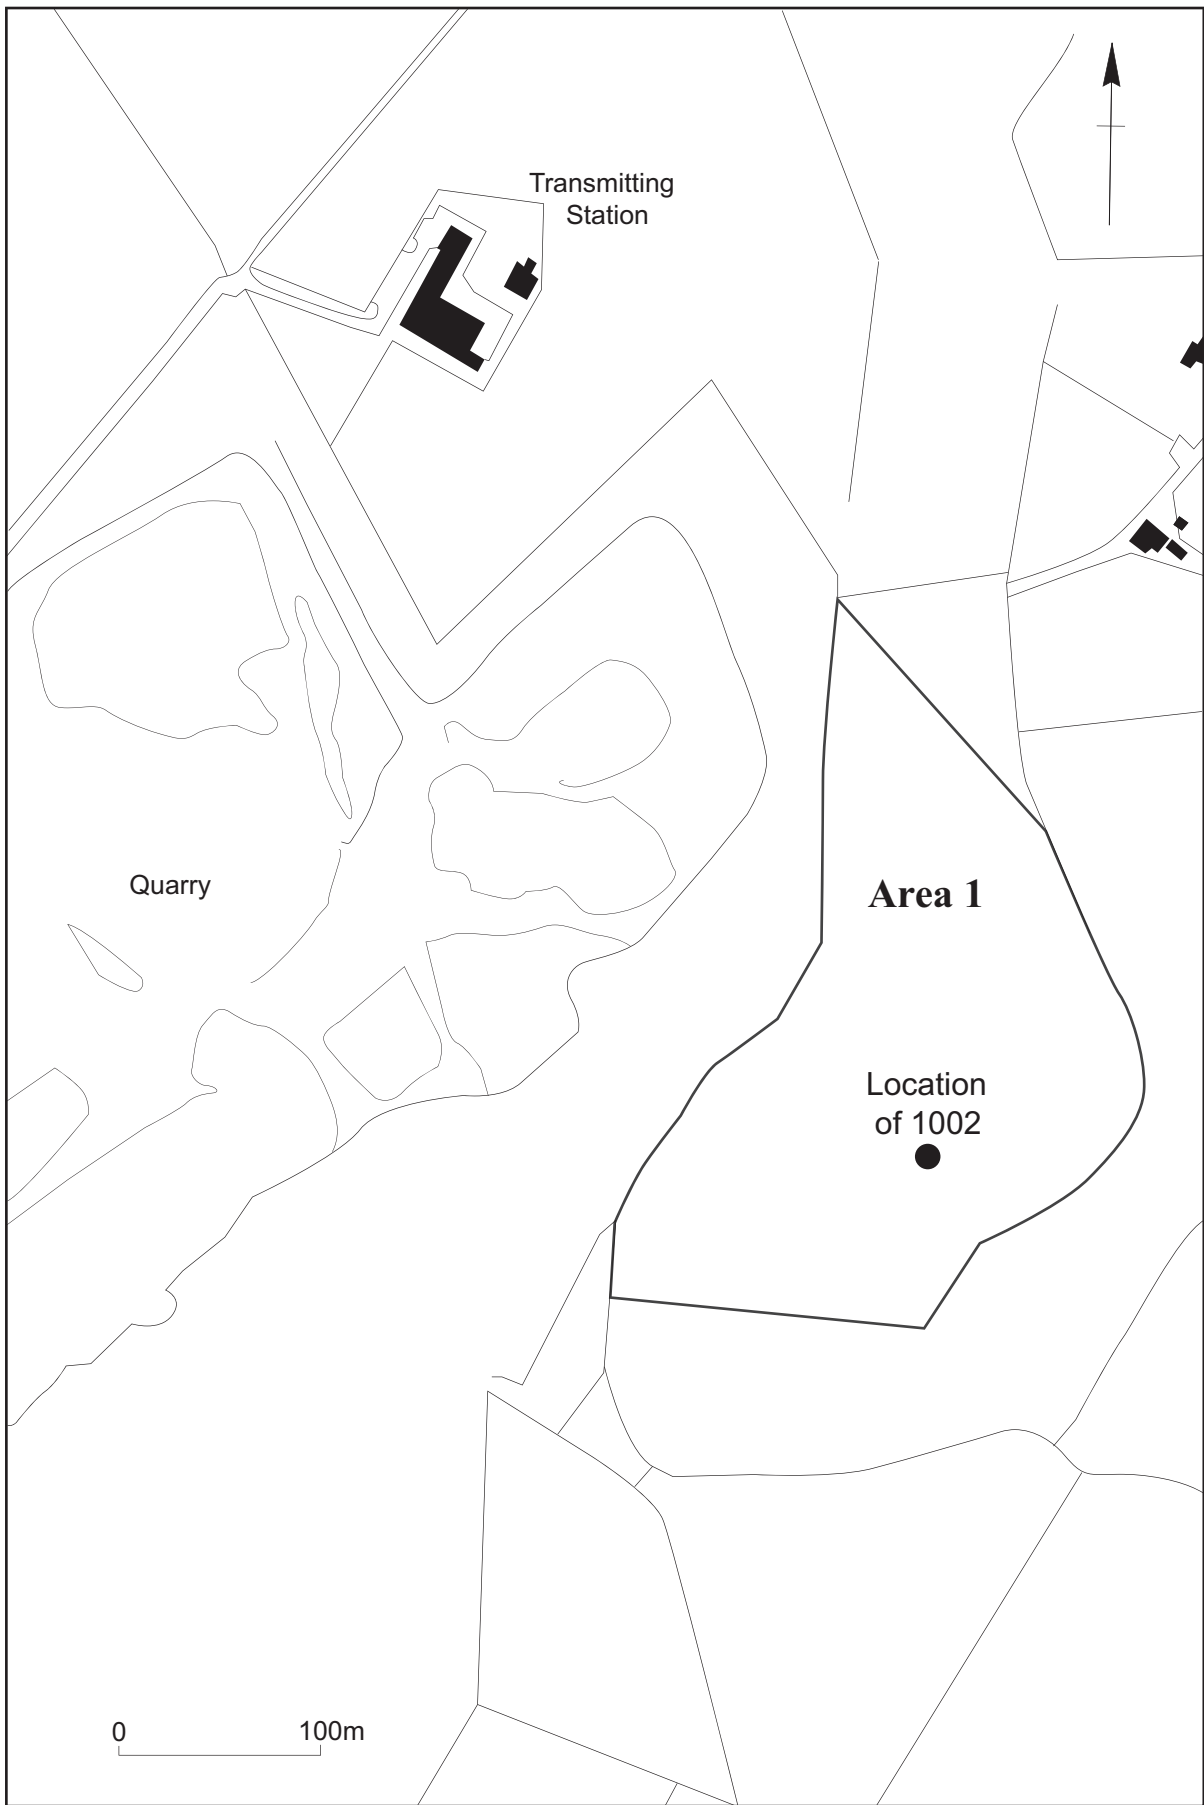 Transmitting
Station
Quarry
Area 1
Location
of 1002
0 100m